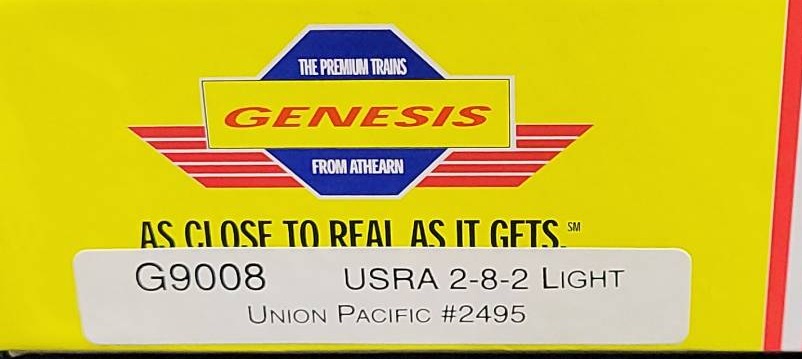 THE PREMIUM TRAINS
GENESIS
FROM ATHEARN
AS CLOSE TO REAL AS IT GETS.℠
G9008 USRA 2-8-2 LIGHT
UNION PACIFIC #2495